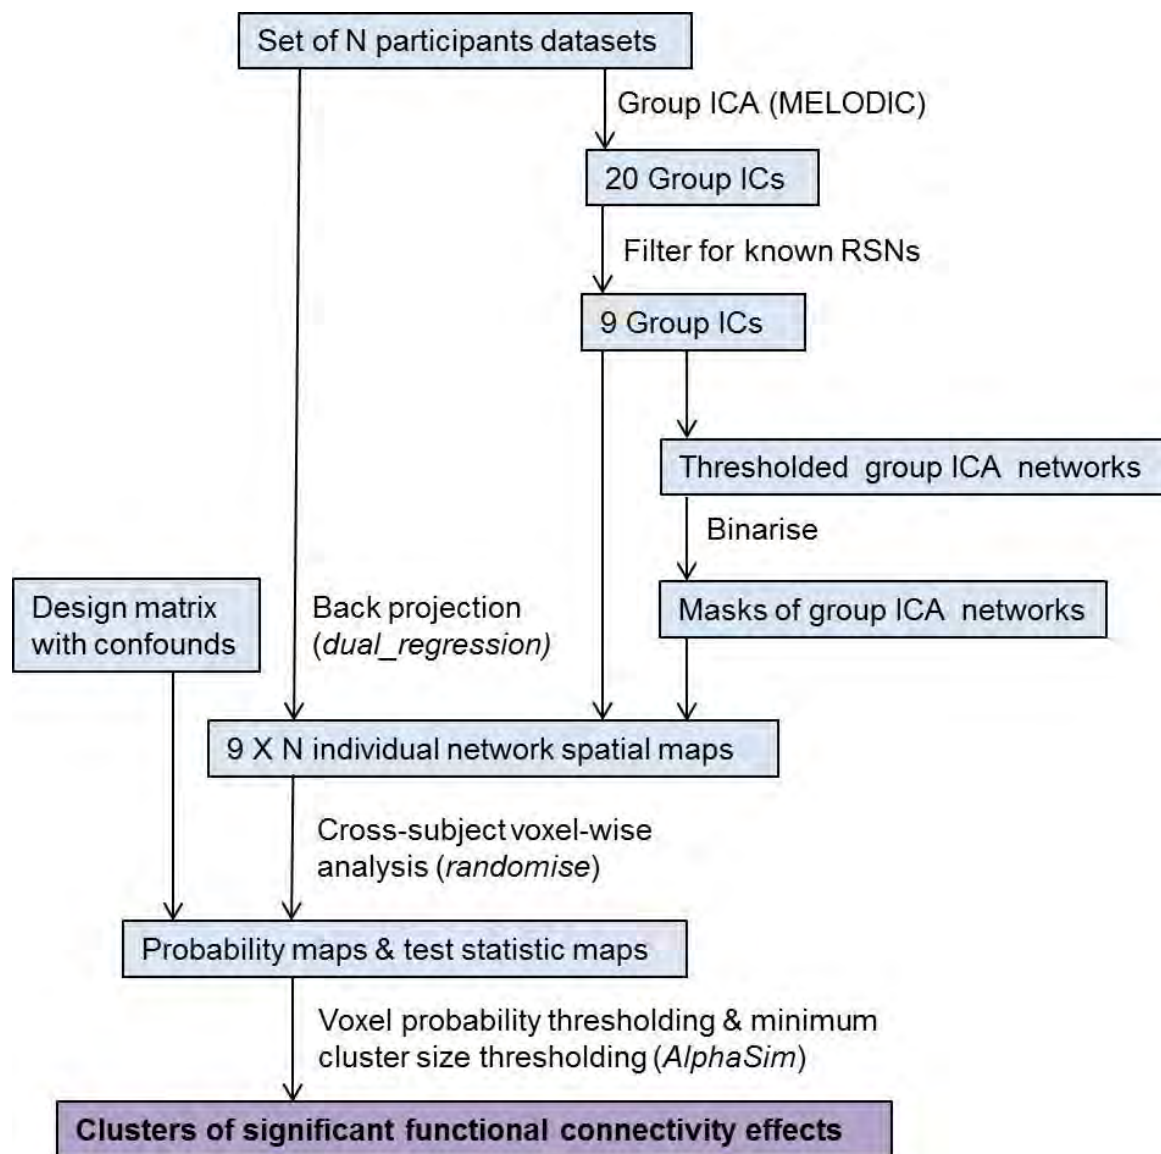 Set of N participants datasets
Group ICA (MELODIC)
20 Group ICs
Filter for known RSNs
9 Group ICs
Thresholded group ICA networks
Binarise
Masks of group ICA networks
Design matrix
with confounds
Back projection
(dual_regression)
9 X N individual network spatial maps
Cross-subject voxel-wise
analysis (randomise)
Probability maps & test statistic maps
Voxel probability thresholding & minimum
cluster size thresholding (AlphaSim)
Clusters of significant functional connectivity effects